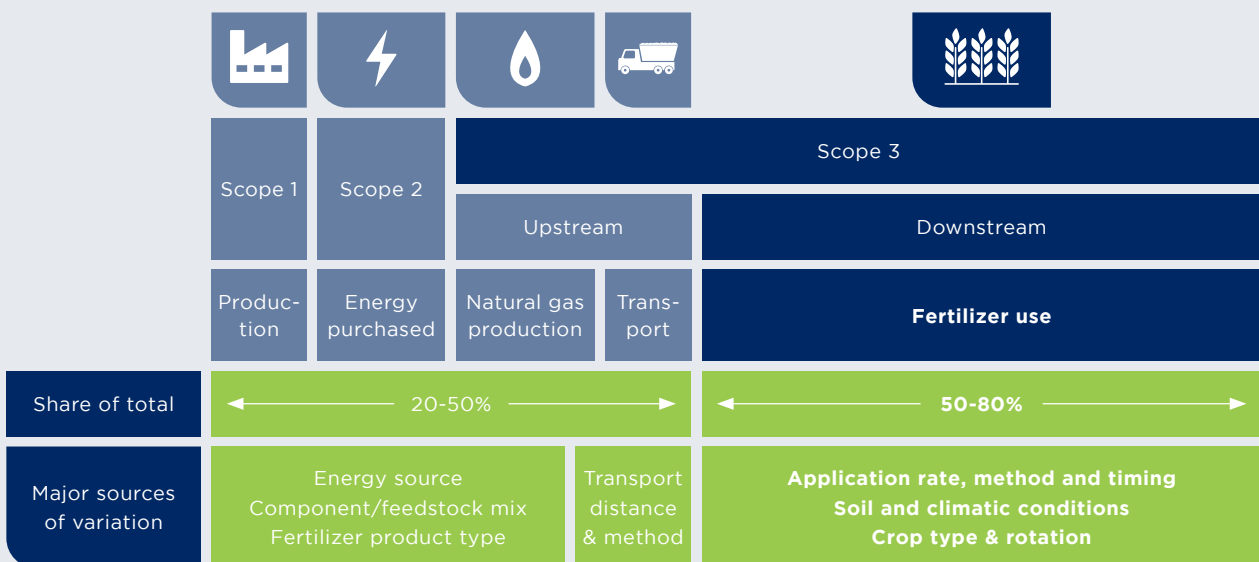 Scope 1
Scope 2
Scope 3
Upstream
Downstream
Produc-
tion
Energy
purchased
Natural gas
production
Trans-
port
Fertilizer use
Share of total
20-50%
50-80%
Major sources
of variation
Energy source
Component/feedstock mix
Fertilizer product type
Transport
distance
& method
Application rate, method and timing
Soil and climatic conditions
Crop type & rotation